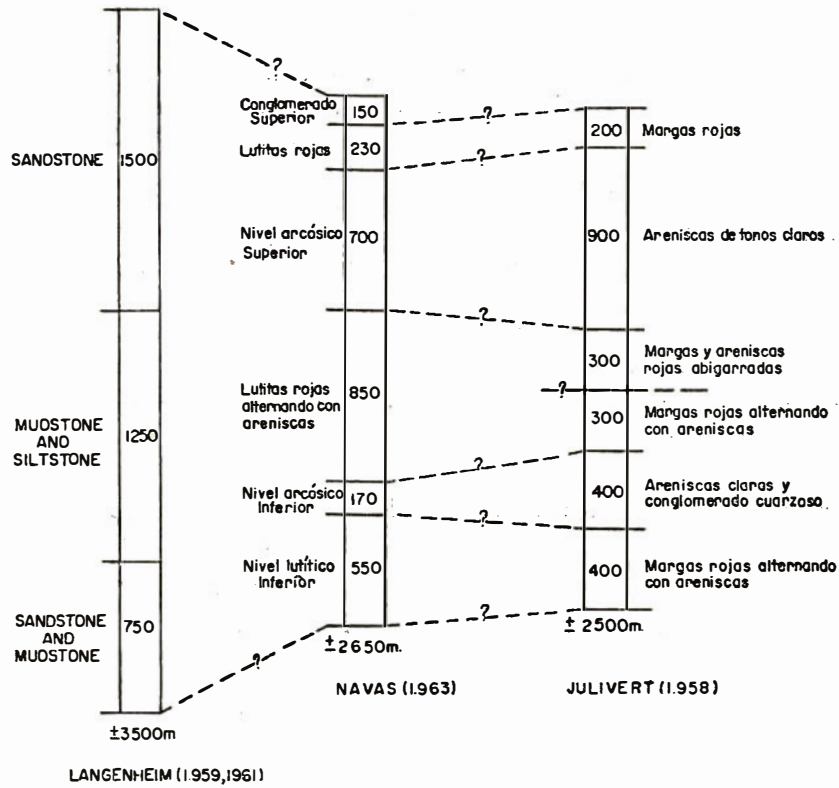 SANDSTONE
1500
MUDSTONE
AND
SILTSTONE
1250
SANDSTONE
AND
MUDSTONE
750
±3500m
LANGENHEIM (1.959,1961)
?
?
Conglomerado
Superior
150
Lutitas rojas
230
Nivel arcósico
Superior
700
Lutitas rojas
alternando con
areniscas
850
Nivel arcósico
Inferior
170
Nivel lutítico
Inferior
550
±2650m.
NAVAS (1.963)
?
?
?
?
?
?
?
200
Margas rojas
900
Areniscas de tonos claros
300
Margas y areniscas
rojas abigarradas
300
Margas rojas alternando
con areniscas
400
Areniscas claras y
conglomerado cuarzoso
400
Margas rojas alternando
con areniscas
± 2500m.
JULIVERT (1.958)